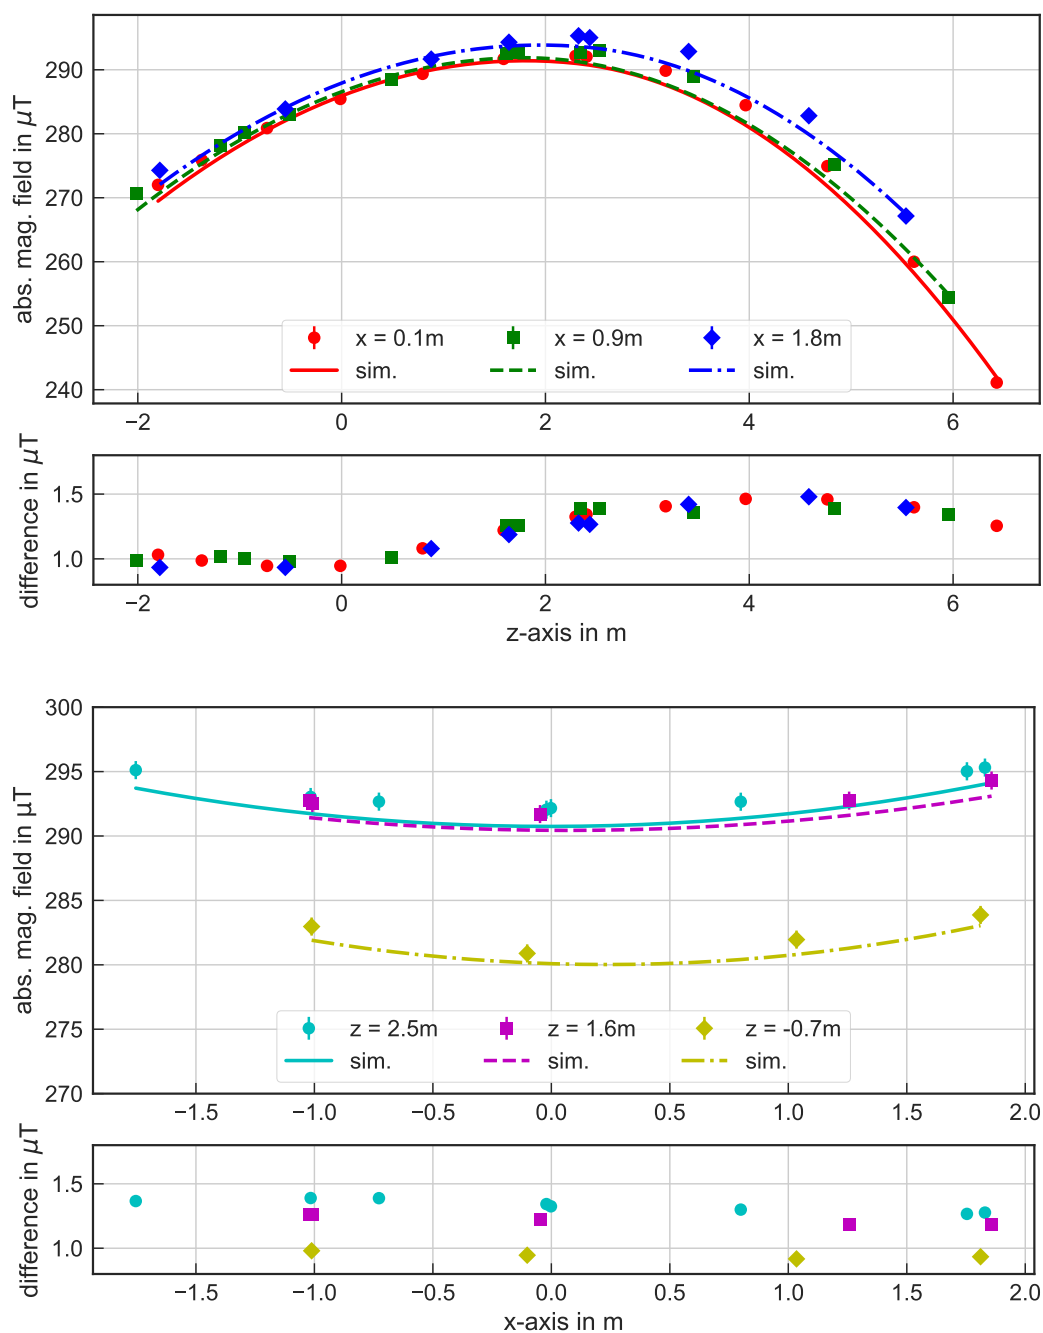 290
280
270
260
250
240
abs. mag. field in μT
x = 0.1m x = 0.9m x = 1.8m
sim. sim. sim.
−2 0 2 4 6
1.5
1.0
difference in μT
−2 0 2 4 6
z-axis in m
300
295
290
285
280
275
270
abs. mag. field in μT
z = 2.5m z = 1.6m z = -0.7m
sim. sim. sim.
−1.5 −1.0 −0.5 0.0 0.5 1.0 1.5 2.0
1.5
1.0
difference in μT
−1.5 −1.0 −0.5 0.0 0.5 1.0 1.5 2.0
x-axis in m